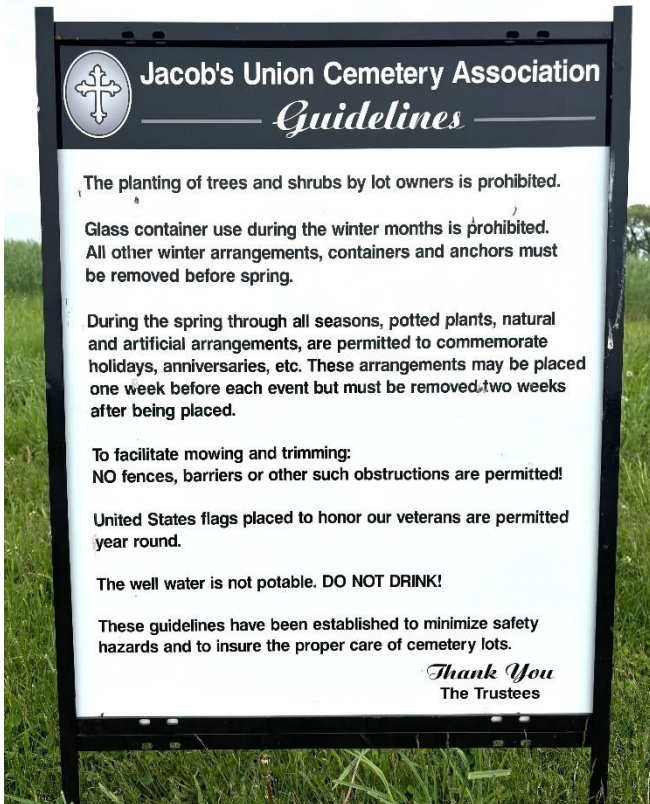 Jacob's Union Cemetery Association
Guidelines
The planting of trees and shrubs by lot owners is prohibited.
Glass container use during the winter months is prohibited.
All other winter arrangements, containers and anchors must
be removed before spring.
During the spring through all seasons, potted plants, natural
and artificial arrangements, are permitted to commemorate
holidays, anniversaries, etc. These arrangements may be placed
one week before each event but must be removed two weeks
after being placed.
To facilitate mowing and trimming:
NO fences, barriers or other such obstructions are permitted!
United States flags placed to honor our veterans are permitted
year round.
The well water is not potable. DO NOT DRINK!
These guidelines have been established to minimize safety
hazards and to insure the proper care of cemetery lots.
Thank You
The Trustees